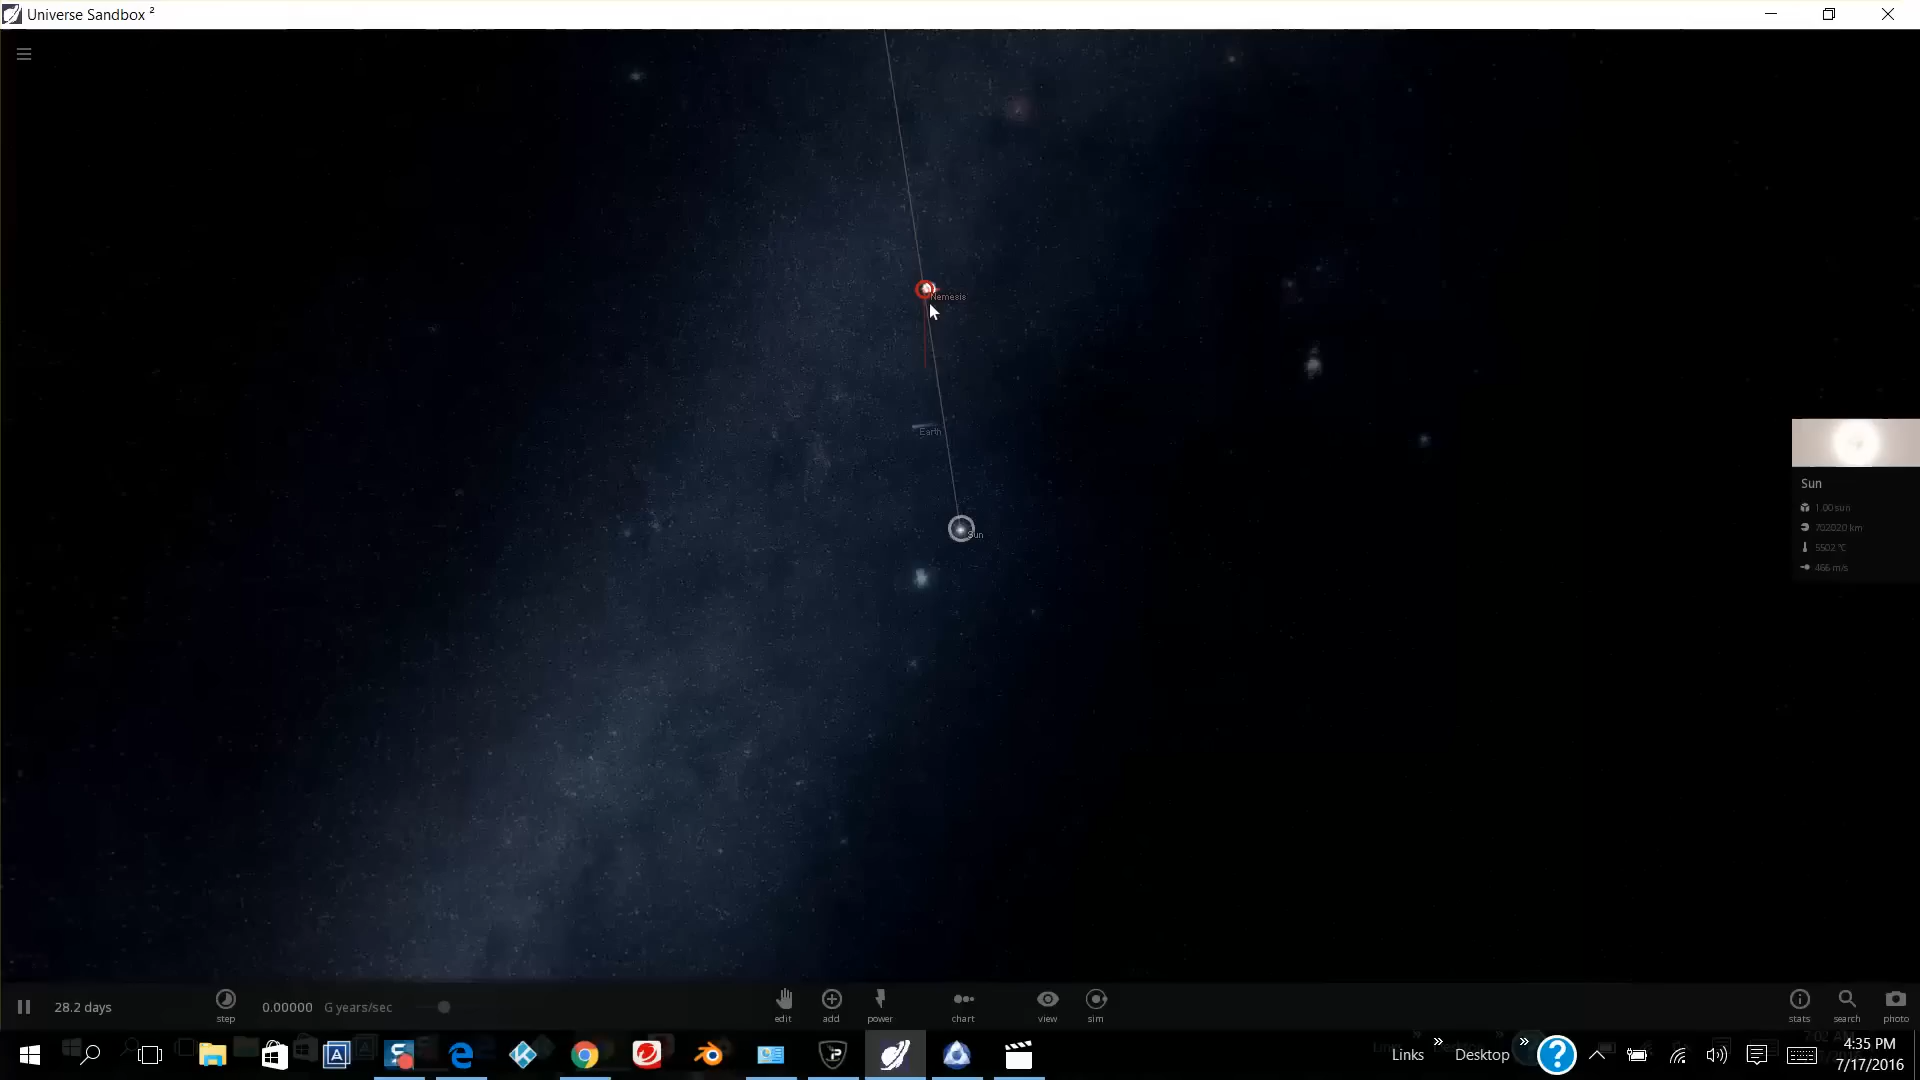 Universe Sandbox ²
Nemesis
Earth
Sun
Sun
1.00 sun
702020 km
5502 °C
466 m/s
28.2 days
step
0.00000 G years/sec
edit
add
power
chart
view
sim
stats
search
photo
Links »
Desktop »
4:35 PM
7/17/2016